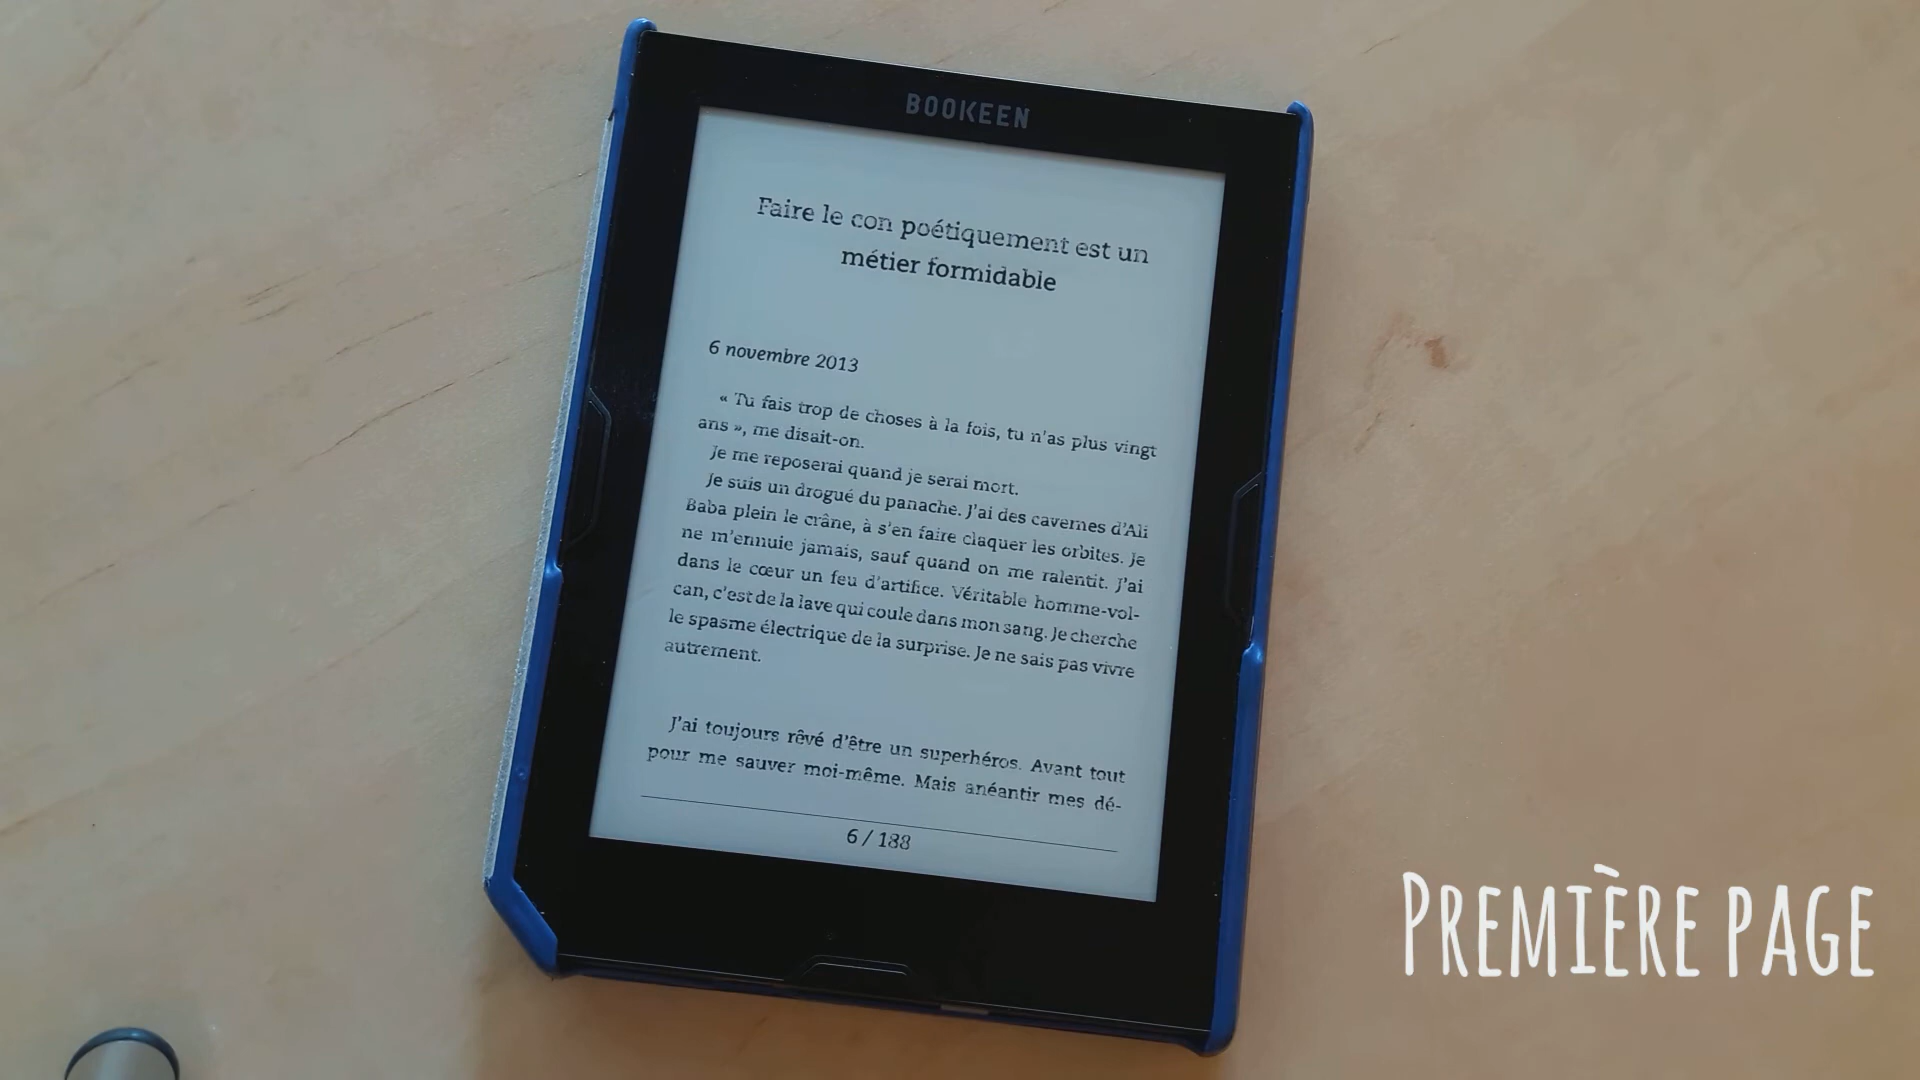 BOOKEEN
Faire le con poétiquement est un
métier formidable
6 novembre 2013
« Tu fais trop de choses à la fois, tu n'as plus vingt
ans », me disait-on.
Je me reposerai quand je serai mort.
Je suis un drogué du panache. J'ai des cavernes d'Ali
Baba plein le crâne, à s'en faire claquer les orbites. Je
ne m'ennuie jamais, sauf quand on me ralentit. J'ai
dans le cœur un feu d'artifice. Véritable homme-vol-
can, c'est de la lave qui coule dans mon sang. Je cherche
le spasme électrique de la surprise. Je ne sais pas vivre
autrement.
J'ai toujours rêvé d'être un superhéros. Avant tout
pour me sauver moi-même. Mais anéantir mes dé-
6 / 188
PREMIÈRE PAGE